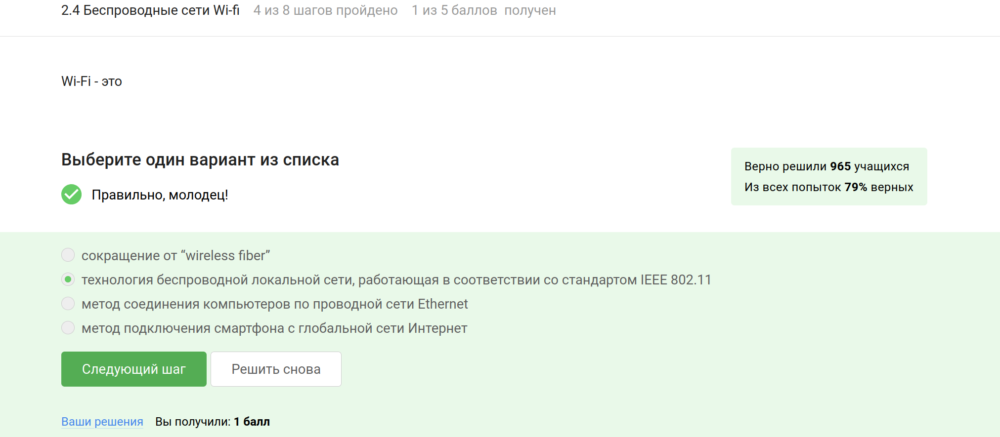 2.4 Беспроводные сети Wi-fi 4 из 8 шагов пройдено 1 из 5 баллов получен
Wi-Fi - это
Выберите один вариант из списка
Правильно, молодец!
Верно решили 965 учащихся
Из всех попыток 79% верных
сокращение от “wireless fiber”
технология беспроводной локальной сети, работающая в соответствии со стандартом IEEE 802.11
метод соединения компьютеров по проводной сети Ethernet
метод подключения смартфона с глобальной сети Интернет
Следующий шаг Решить снова
Ваши решения Вы получили: 1 балл